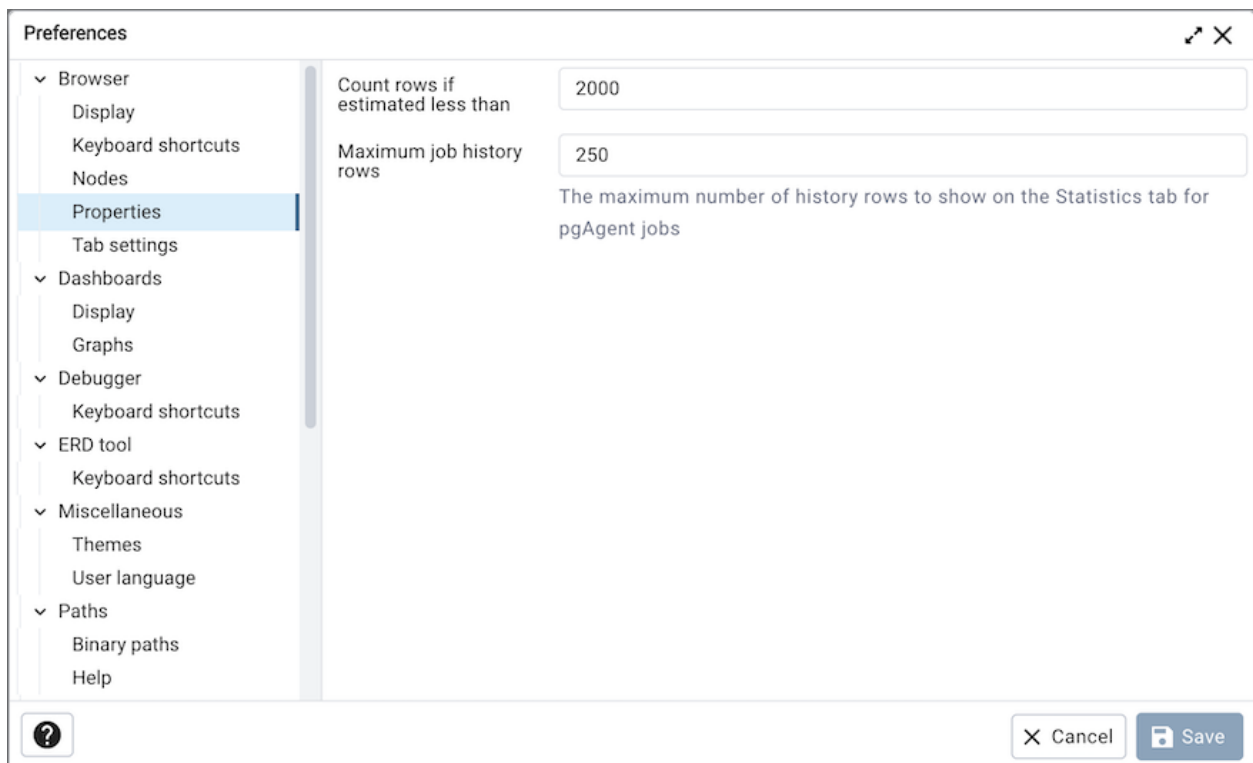 Preferences
Browser
Display
Keyboard shortcuts
Nodes
Properties
Tab settings
Dashboards
Display
Graphs
Debugger
Keyboard shortcuts
ERD tool
Keyboard shortcuts
Miscellaneous
Themes
User language
Paths
Binary paths
Help
Count rows if
estimated less than
2000
Maximum job history
rows
250
The maximum number of history rows to show on the Statistics tab for
pgAgent jobs
?
Cancel
Save